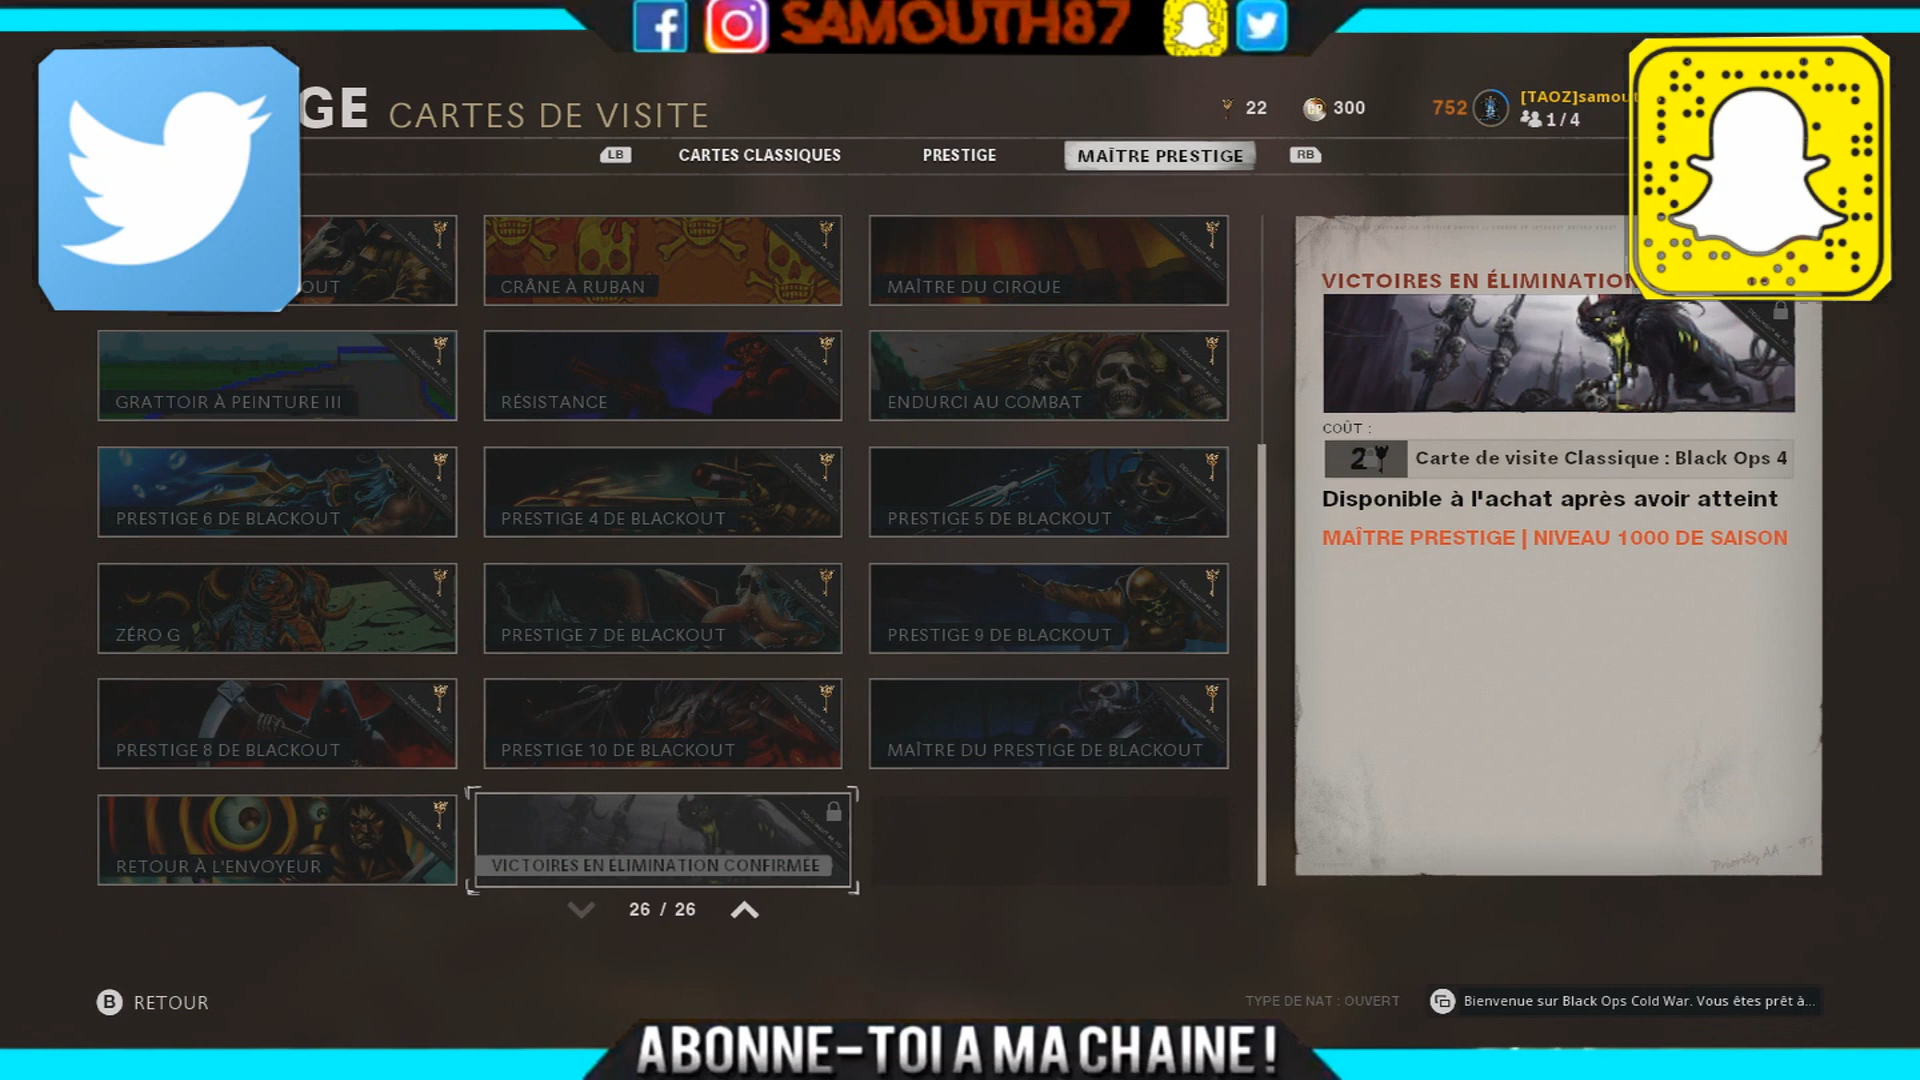 SAMOUTH87
GE CARTES DE VISITE
22
300
752
[TAOZ]samout
1 / 4
LB
CARTES CLASSIQUES
PRESTIGE
MAÎTRE PRESTIGE
RB
OUT
CRÂNE À RUBAN
MAÎTRE DU CIRQUE
GRATTOIR À PEINTURE III
RÉSISTANCE
ENDURCI AU COMBAT
PRESTIGE 6 DE BLACKOUT
PRESTIGE 4 DE BLACKOUT
PRESTIGE 5 DE BLACKOUT
ZÉRO G
PRESTIGE 7 DE BLACKOUT
PRESTIGE 9 DE BLACKOUT
PRESTIGE 8 DE BLACKOUT
PRESTIGE 10 DE BLACKOUT
MAÎTRE DU PRESTIGE DE BLACKOUT
RETOUR À L'ENVOYEUR
VICTOIRES EN ÉLIMINATION CONFIRMÉE
26 / 26
VICTOIRES EN ÉLIMINATION
COÛT :
2
Carte de visite Classique : Black Ops 4
Disponible à l'achat après avoir atteint
MAÎTRE PRESTIGE | NIVEAU 1000 DE SAISON
B RETOUR
TYPE DE NAT : OUVERT
Bienvenue sur Black Ops Cold War. Vous êtes prêt à...
ABONNE-TOI A MA CHAINE !